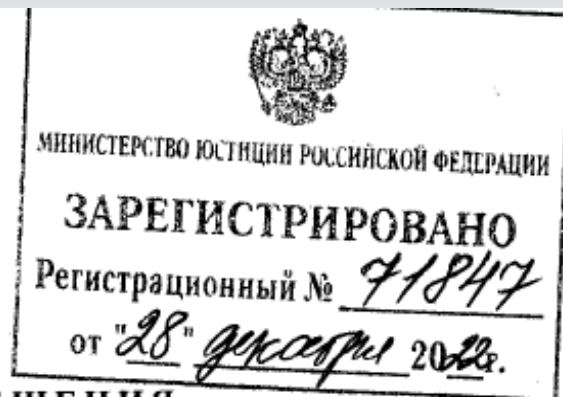 МИНИСТЕРСТВО ЮСТИЦИИ РОССИЙСКОЙ ФЕДЕРАЦИИ
ЗАРЕГИСТРИРОВАНО
Регистрационный № 71847
от "28" декабря 2022г.